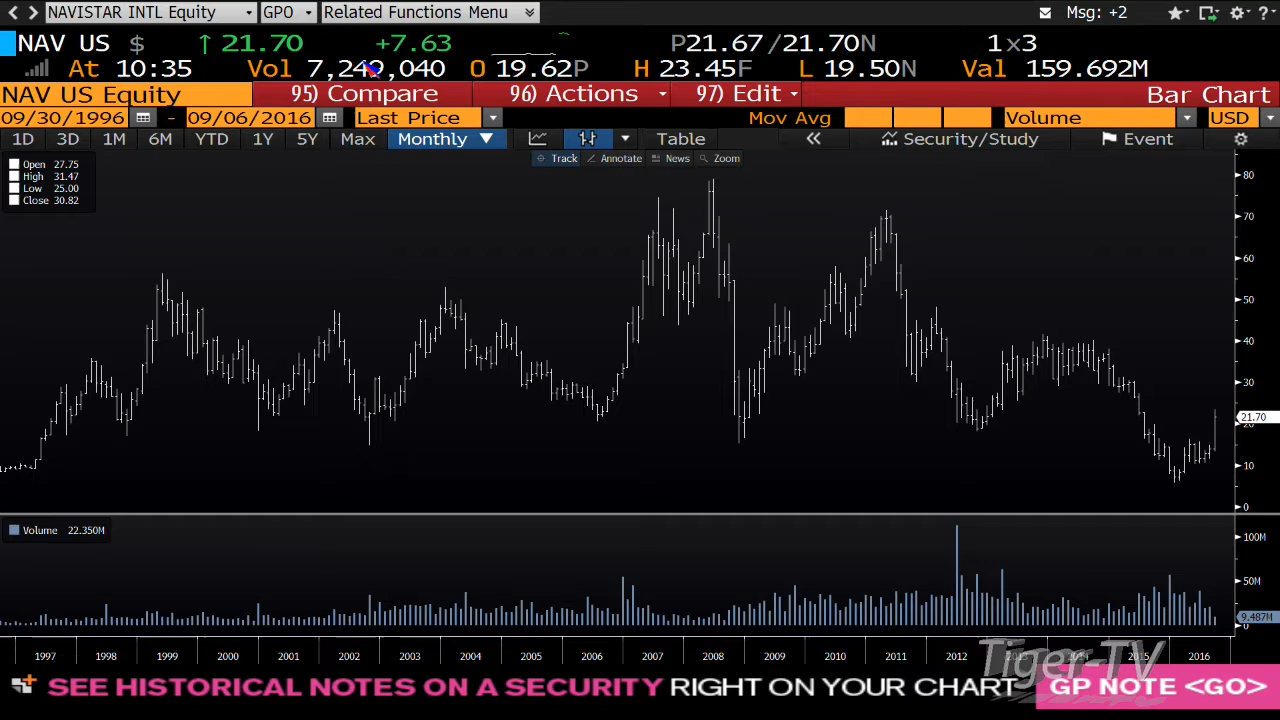 NAVISTAR INTL Equity GPO Related Functions Menu Msg: +2 ?
NAV US $ ↑ 21.70 +7.63 P21.67/21.70N 1x3
At 10:35 Vol 7,249,040 O 19.62P H 23.45F L 19.50N Val 159.692M
NAV US Equity 95) Compare 96) Actions 97) Edit Bar Chart
09/30/1996 - 09/06/2016 Last Price Mov Avg Volume USD
1D 3D 1M 6M YTD 1Y 5Y Max Monthly Table Security/Study Event
Track Annotate News Zoom
Open 27.75
High 31.47
Low 25.00
Close 30.82
80
70
60
50
40
30
21.70
10
0
Volume 22.350M
100M
50M
9.487M
0
1997 1998 1999 2000 2001 2002 2003 2004 2005 2006 2007 2008 2009 2010 2011 2012 2015 2016
Tiger-TV
SEE HISTORICAL NOTES ON A SECURITY RIGHT ON YOUR CHART GP NOTE <GO>